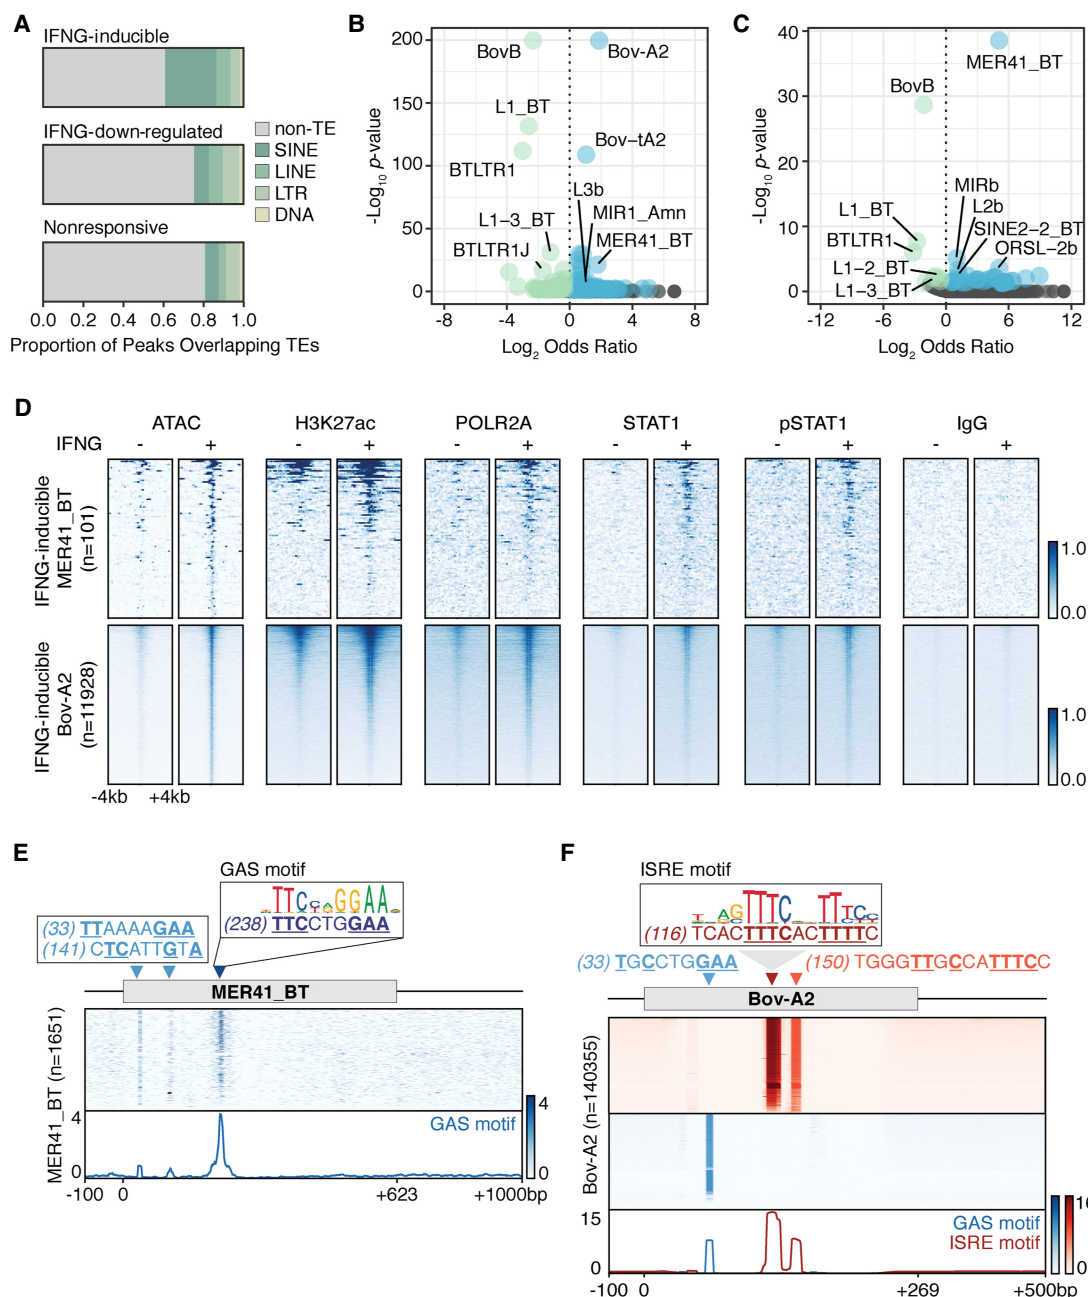 A
IFNG-inducible
IFNG-down-regulated
Nonresponsive
non-TE
SINE
LINE
LTR
DNA
0.0 0.2 0.4 0.6 0.8 1.0
Proportion of Peaks Overlapping TEs
B
-Log10 p-value
200
150
100
50
0
BovB
Bov-A2
L1_BT
Bov-tA2
BTLTR1
L3b
L1-3_BT
MIR1_Amn
BTLTR1J
MER41_BT
-8 -4 0 4 8
Log2 Odds Ratio
C
-Log10 p-value
40
30
20
10
0
MER41_BT
BovB
MIRb
L1_BT
L2b
BTLTR1
SINE2-2_BT
ORSL-2b
L1-2_BT
L1-3_BT
-12 -6 0 6 12
Log2 Odds Ratio
D
ATAC H3K27ac POLR2A STAT1 pSTAT1 IgG
IFNG - + - + - + - + - + - +
IFNG-inducible
MER41_BT
(n=101)
1.0
0.0
IFNG-inducible
Bov-A2
(n=11928)
1.0
0.0
-4kb +4kb
E
GAS motif
TTCCTGGAA
(33) TTAAAAGAA
(141) CTCATTGTA
(238) TTCCTGGAA
MER41_BT
MER41_BT (n=1651)
4
0
GAS motif
4
0
-100 0 +623 +1000bp
F
ISRE motif
(116) TCACTTTCACTTTTC
(33) TGCCTGGAA
(150) TGGGTTGCCATTTCC
Bov-A2
Bov-A2 (n=140355)
15
0
GAS motif
ISRE motif
16
0
-100 0 +269 +500bp